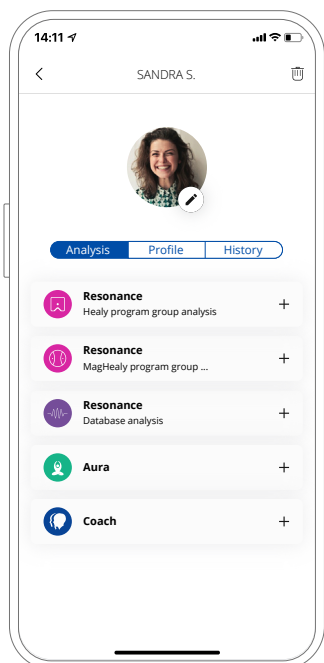 14:11
SANDRA S.
Analysis
Profile
History
Resonance
Healy program group analysis
Resonance
MagHealy program group ...
Resonance
Database analysis
Aura
Coach